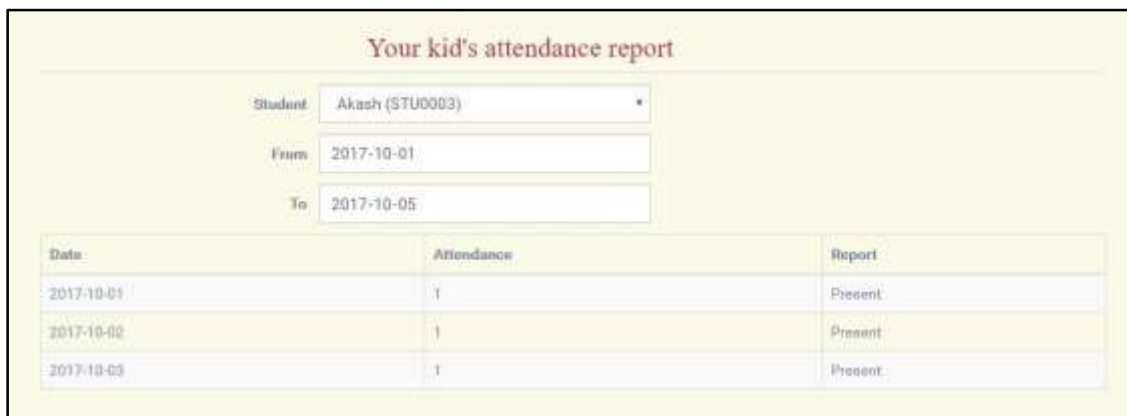 Your kid's attendance report
Student Akash (STU0003)
From 2017-10-01
To 2017-10-05
Date Attendance Report
2017-10-01 1 Present
2017-10-02 1 Present
2017-10-03 1 Present